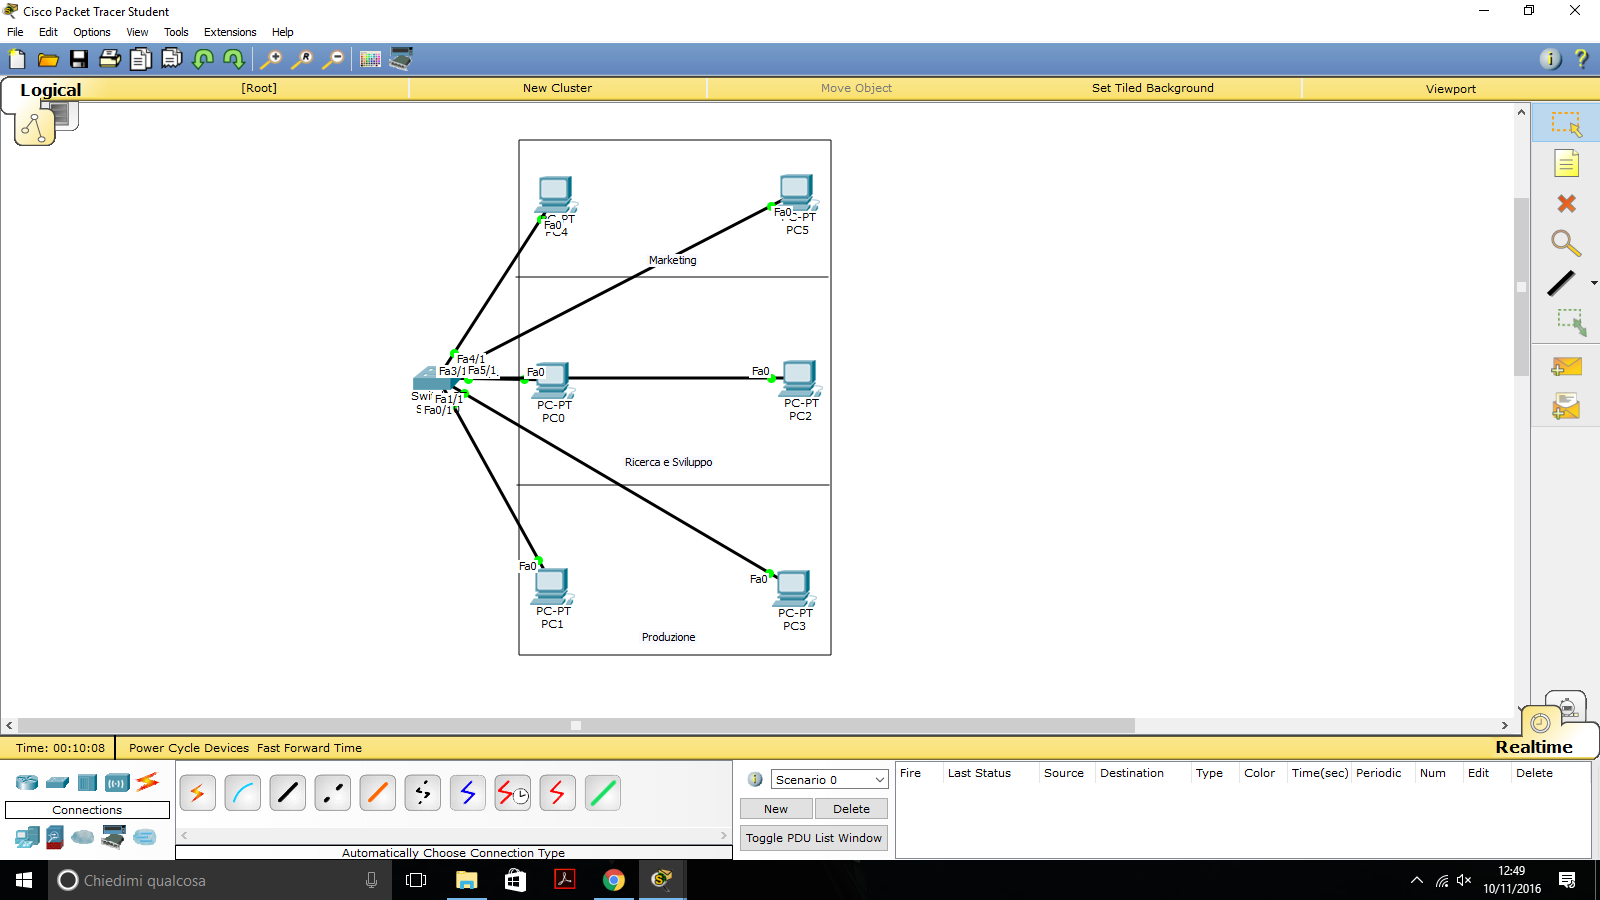 Cisco Packet Tracer Student
File Edit Options View Tools Extensions Help
Logical [Root] New Cluster Move Object Set Tiled Background Viewport
Fa0 PC-PT
PC5
Fa0
PC4
Marketing
Fa4/1
Fa3/1 Fa5/1 Fa0 Fa0
Fa1/1
Fa0/1
PC-PT
PC0
PC-PT
PC2
Ricerca e Sviluppo
Fa0
PC-PT
PC1
Fa0
PC-PT
PC3
Produzione
Realtime
Time: 00:10:08 Power Cycle Devices Fast Forward Time
Connections
Automatically Choose Connection Type
Scenario 0
New Delete
Toggle PDU List Window
Fire Last Status Source Destination Type Color Time(sec) Periodic Num Edit Delete
Chiedimi qualcosa
12:49
10/11/2016